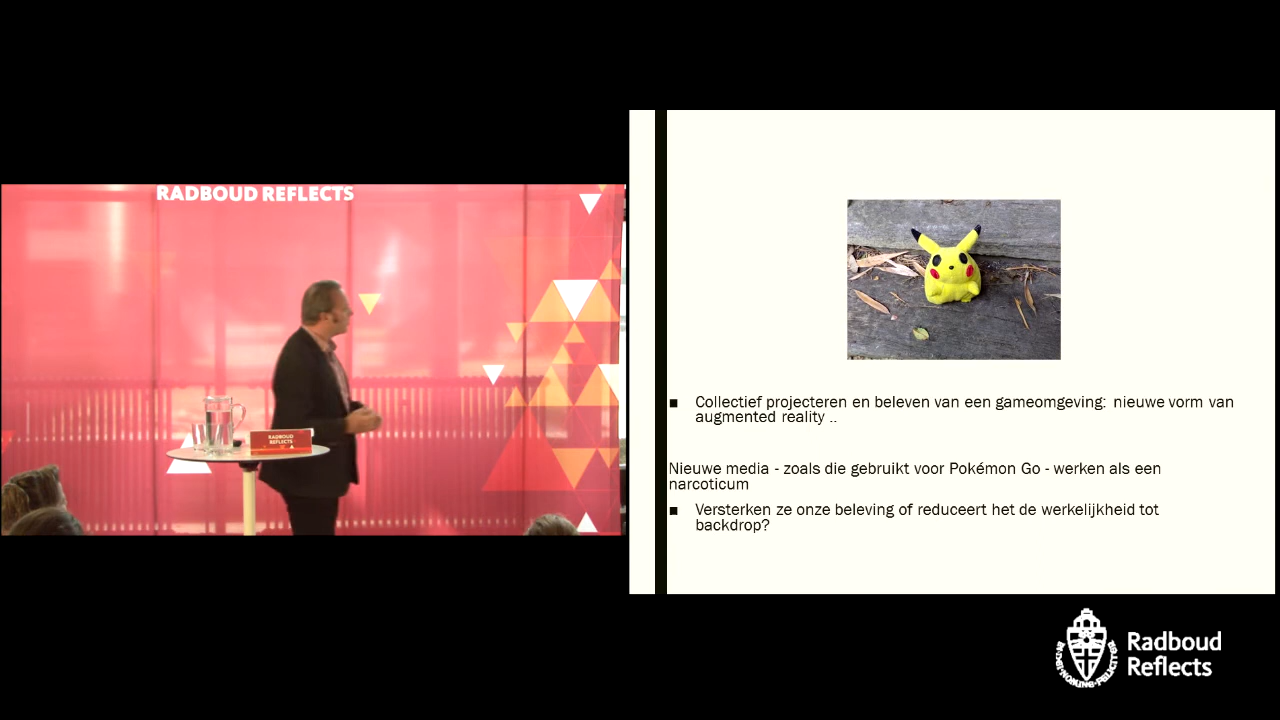 RADBOUD REFLECTS
RADBOUD
REFLECTS
■ Collectief projecteren en beleven van een gameomgeving: nieuwe vorm van
augmented reality ..
Nieuwe media - zoals die gebruikt voor Pokémon Go - werken als een
narcoticum
■ Versterken ze onze beleving of reduceert het de werkelijkheid tot
backdrop?
Radboud
Reflects